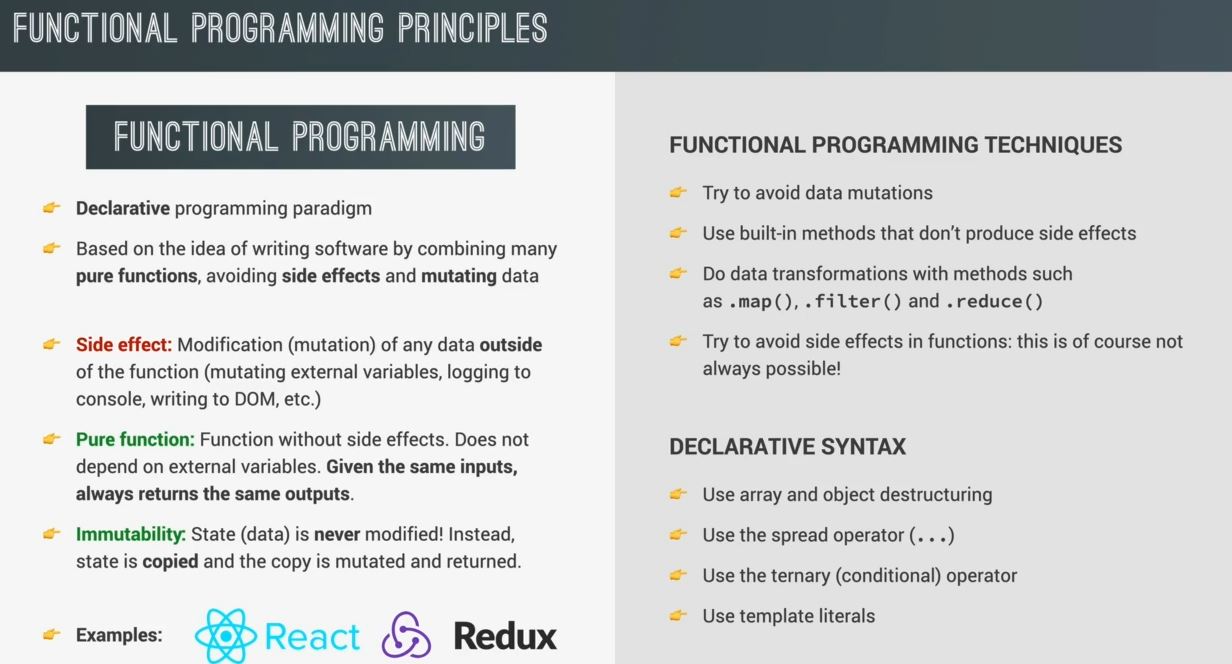 FUNCTIONAL PROGRAMMING PRINCIPLES
FUNCTIONAL PROGRAMMING
Declarative programming paradigm
Based on the idea of writing software by combining many
pure functions, avoiding side effects and mutating data
Side effect: Modification (mutation) of any data outside
of the function (mutating external variables, logging to
console, writing to DOM, etc.)
Pure function: Function without side effects. Does not
depend on external variables. Given the same inputs,
always returns the same outputs.
Immutability: State (data) is never modified! Instead,
state is copied and the copy is mutated and returned.
Examples: React Redux
FUNCTIONAL PROGRAMMING TECHNIQUES
Try to avoid data mutations
Use built-in methods that don’t produce side effects
Do data transformations with methods such
as .map(), .filter() and .reduce()
Try to avoid side effects in functions: this is of course not
always possible!
DECLARATIVE SYNTAX
Use array and object destructuring
Use the spread operator (...)
Use the ternary (conditional) operator
Use template literals